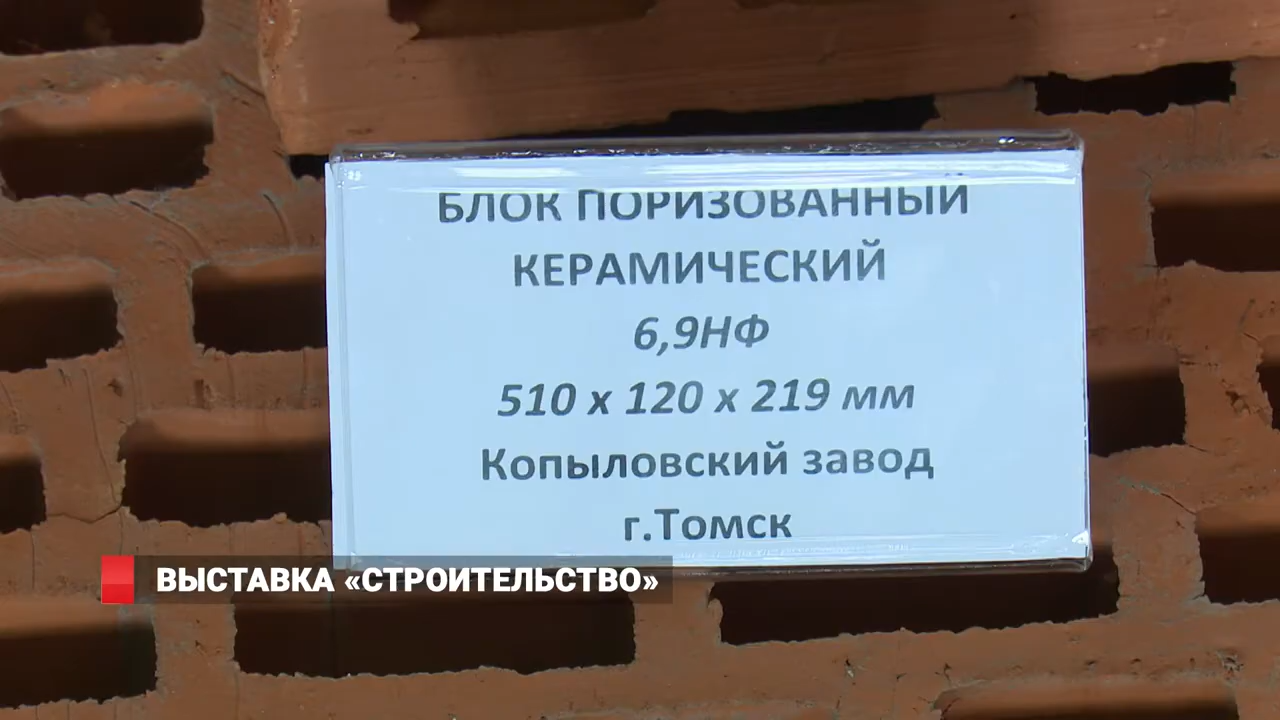 БЛОК ПОРИЗОВАННЫЙ
КЕРАМИЧЕСКИЙ
6,9НФ
510 х 120 х 219 мм
Копыловский завод
г.Томск
ВЫСТАВКА «СТРОИТЕЛЬСТВО»